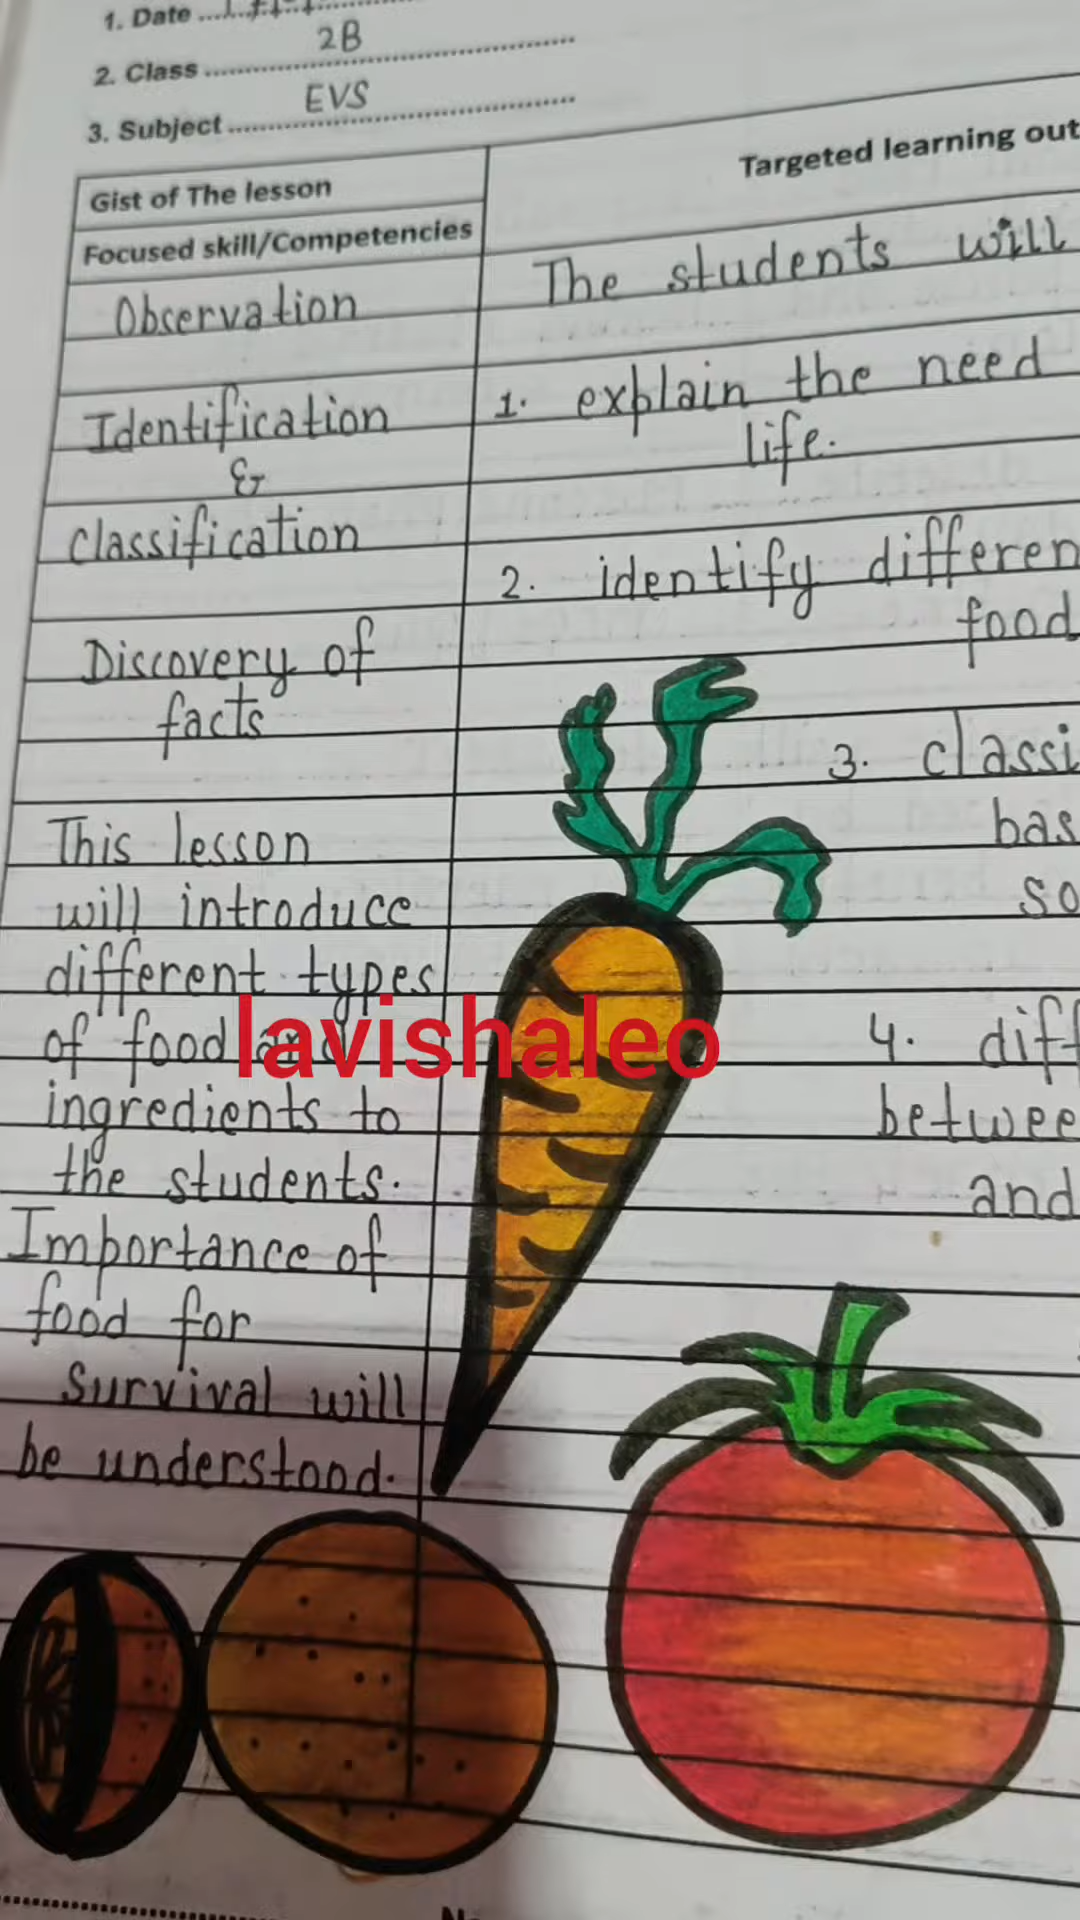 1. Date
2. Class 2B
3. Subject EVS
Gist of The lesson
Focused skill/Competencies
Observation
Identification
&
classification
Discovery of
facts
This lesson
will introduce
different types
of food and
ingredients to
the students.
Importance of
food for
Survival will
be understood.
Targeted learning out
The students will
1. explain the need
life.
2. identify differen
food
3. classi
bas
so
4. diff
betwee
and
lavishaleo